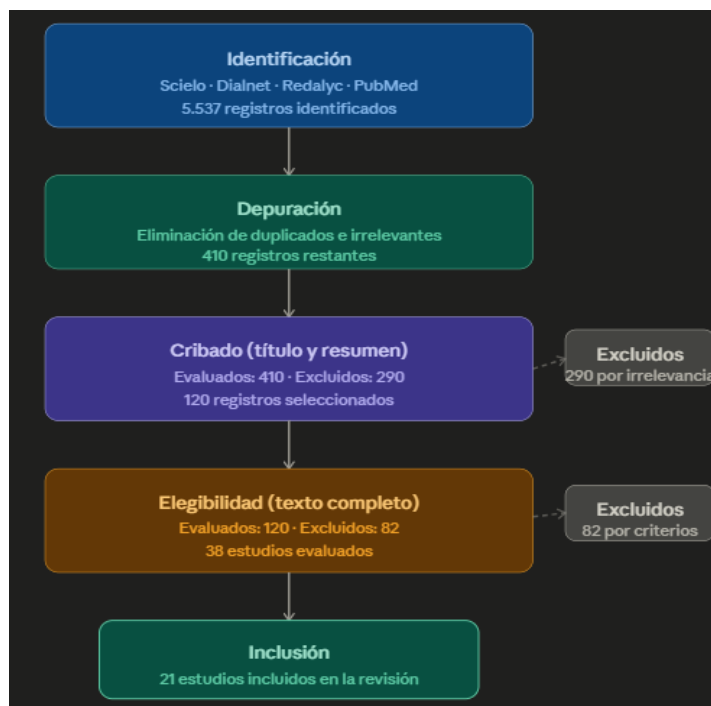 Identificación
Scielo · Dialnet · Redalyc · PubMed
5.537 registros identificados
Depuración
Eliminación de duplicados e irrelevantes
410 registros restantes
Cribado (título y resumen)
Evaluados: 410 · Excluidos: 290
120 registros seleccionados
Excluidos
290 por irrelevancia
Elegibilidad (texto completo)
Evaluados: 120 · Excluidos: 82
38 estudios evaluados
Excluidos
82 por criterios
Inclusión
21 estudios incluidos en la revisión